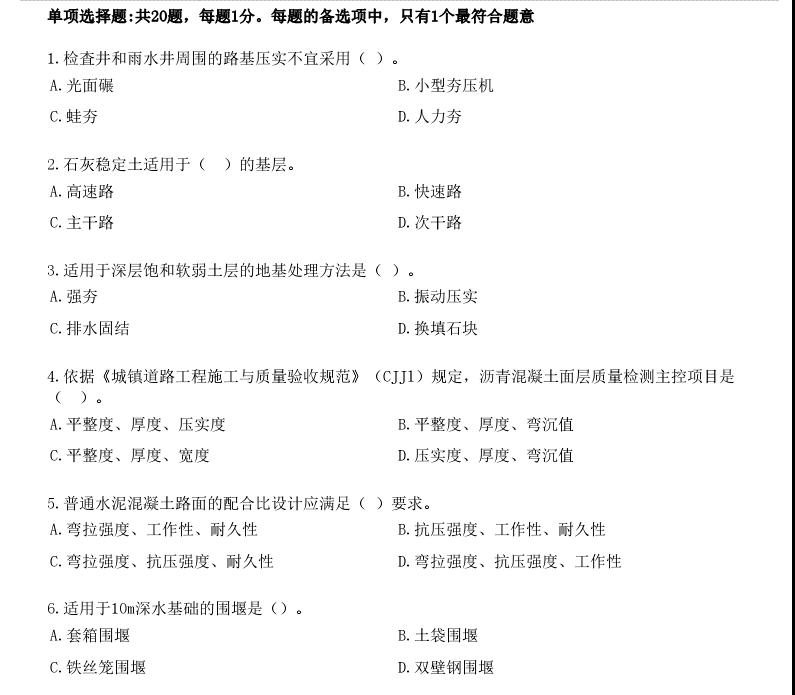 单项选择题:共20题，每题1分。每题的备选项中，只有1个最符合题意
1.检查井和雨水井周围的路基压实不宜采用（ ）。
A.光面碾
B.小型夯压机
C.蛙夯
D.人力夯
2.石灰稳定土适用于（ ）的基层。
A.高速路
B.快速路
C.主干路
D.次干路
3.适用于深层饱和软弱土层的地基处理方法是（ ）。
A.强夯
B.振动压实
C.排水固结
D.换填石块
4.依据《城镇道路工程施工与质量验收规范》（CJJ1）规定，沥青混凝土面层质量检测主控项目是
（ ）。
A.平整度、厚度、压实度
B.平整度、厚度、弯沉值
C.平整度、厚度、宽度
D.压实度、厚度、弯沉值
5.普通水泥混凝土路面的配合比设计应满足（ ）要求。
A.弯拉强度、工作性、耐久性
B.抗压强度、工作性、耐久性
C.弯拉强度、抗压强度、耐久性
D.弯拉强度、抗压强度、工作性
6.适用于10m深水基础的围堰是（）。
A.套箱围堰
B.土袋围堰
C.铁丝笼围堰
D.双壁钢围堰